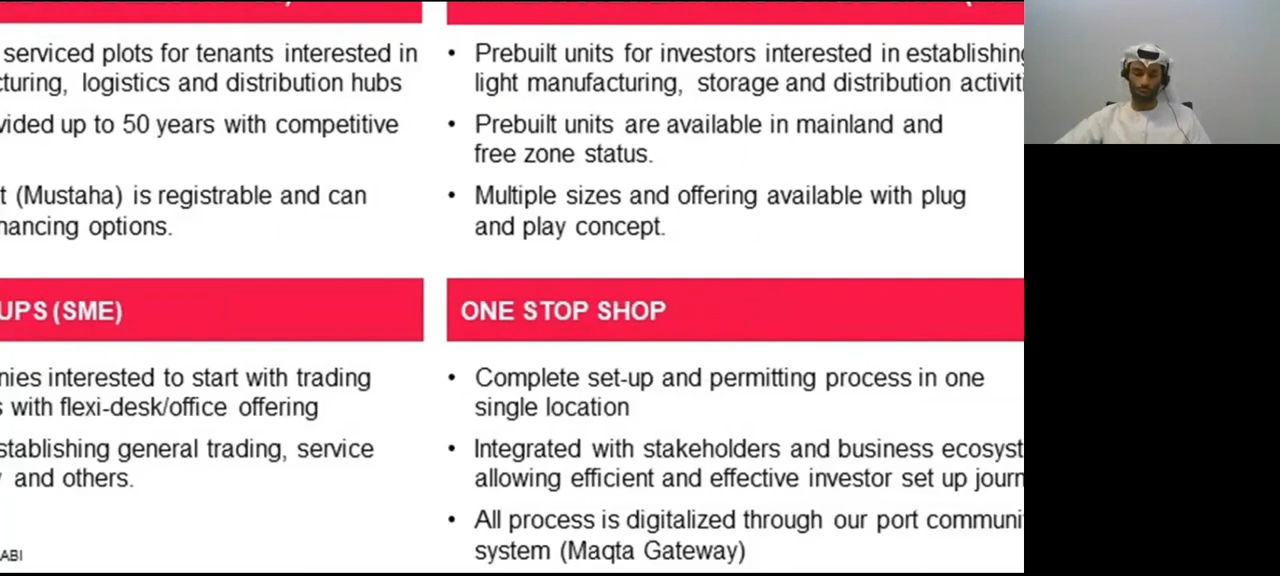 serviced plots for tenants interested in
turing, logistics and distribution hubs
vided up to 50 years with competitive
t (Mustaha) is registrable and can
nancing options.
• Prebuilt units for investors interested in establishing
light manufacturing, storage and distribution activiti
• Prebuilt units are available in mainland and
free zone status.
• Multiple sizes and offering available with plug
and play concept.
UPS (SME)
nies interested to start with trading
s with flexi-desk/office offering
stablishing general trading, service
and others.
ONE STOP SHOP
• Complete set-up and permitting process in one
single location
• Integrated with stakeholders and business ecosyst
allowing efficient and effective investor set up journ
• All process is digitalized through our port communi
system (Maqta Gateway)
ABI